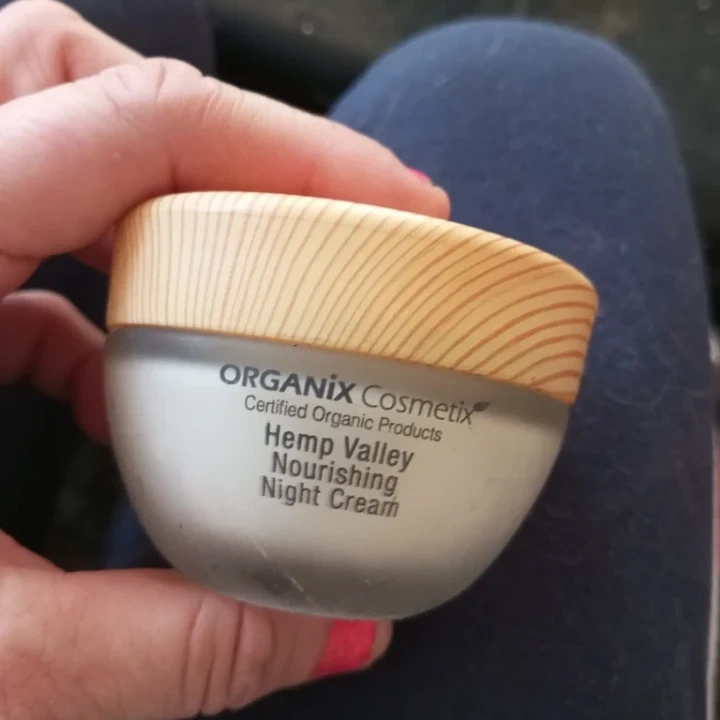 ORGANiX Cosmetix
Certified Organic Products
Hemp Valley
Nourishing
Night Cream